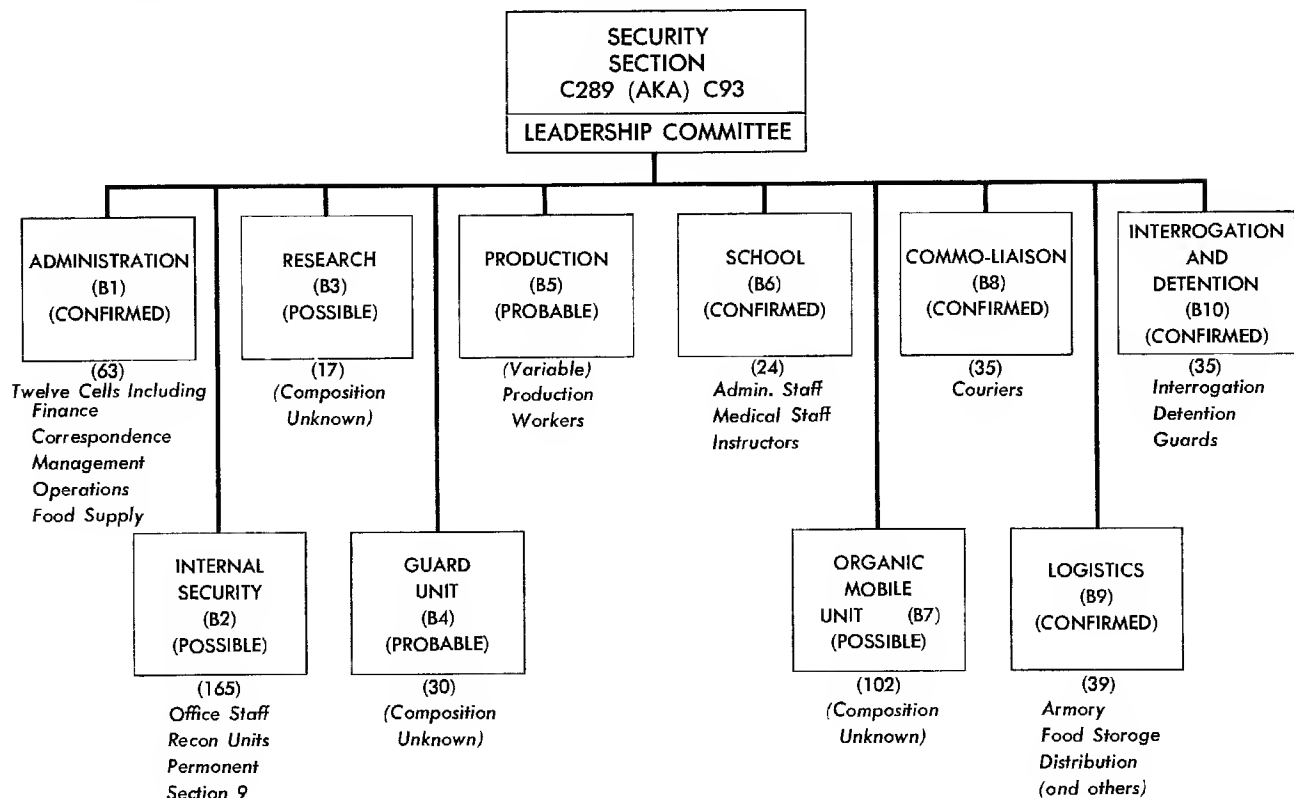 SECURITY
SECTION
C289 (AKA) C93
LEADERSHIP COMMITTEE
ADMINISTRATION
(B1)
(CONFIRMED)
(63)
Twelve Cells Including
Finance
Correspondence
Management
Operations
Food Supply
RESEARCH
(B3)
(POSSIBLE)
(17)
(Composition
Unknown)
PRODUCTION
(B5)
(PROBABLE)
(Variable)
Production
Workers
SCHOOL
(B6)
(CONFIRMED)
(24)
Admin. Staff
Medical Staff
Instructors
COMMO-LIAISON
(B8)
(CONFIRMED)
(35)
Couriers
INTERROGATION
AND
DETENTION
(B10)
(CONFIRMED)
(35)
Interrogation
Detention
Guards
INTERNAL
SECURITY
(B2)
(POSSIBLE)
(165)
Office Staff
Recon Units
Permonent
Section 9
GUARD
UNIT
(B4)
(PROBABLE)
(30)
(Composition
Unknown)
ORGANIC
MOBILE
UNIT (B7)
(POSSIBLE)
(102)
(Composition
Unknown)
LOGISTICS
(B9)
(CONFIRMED)
(39)
Armory
Food Storoge
Distribution
(ond others)